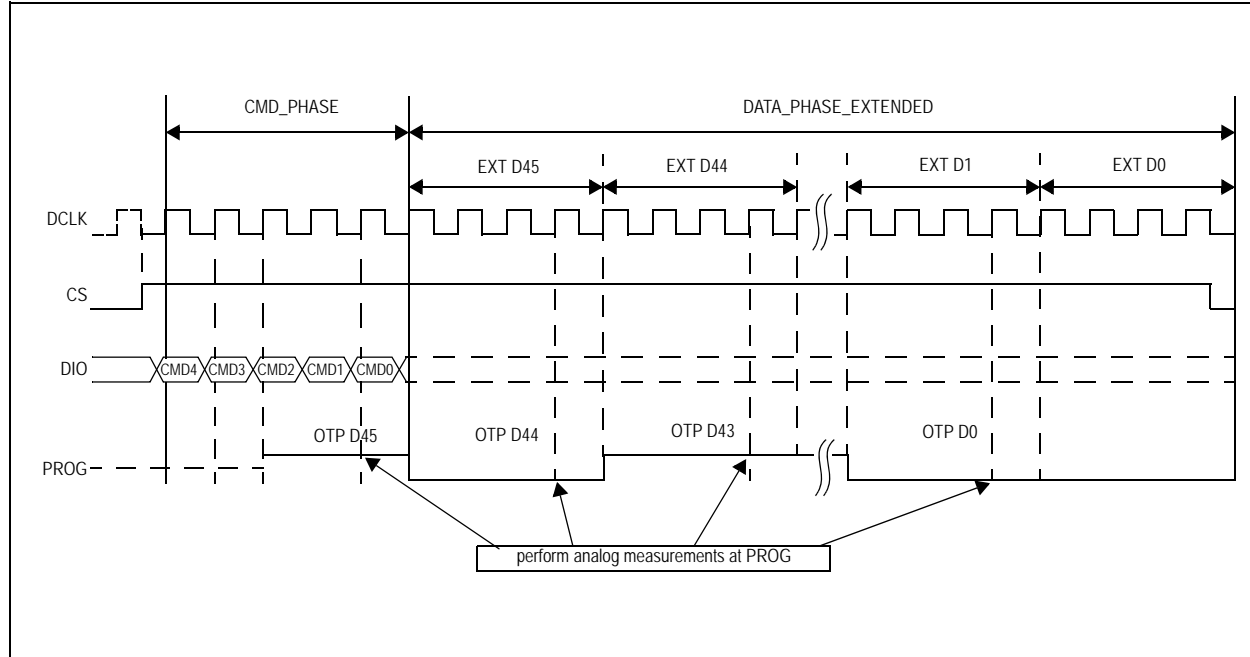 CMD_PHASE
DATA_PHASE_EXTENDED
EXT D45
EXT D44
EXT D1
EXT D0
DCLK
CS
DIO
CMD4
CMD3
CMD2
CMD1
CMD0
OTP D45
OTP D44
OTP D43
OTP D0
PROG
perform analog measurements at PROG